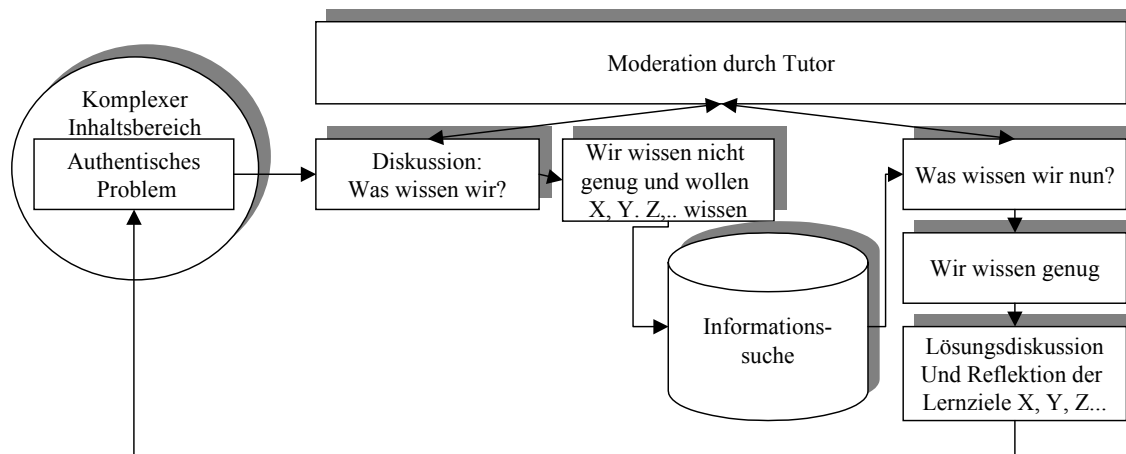 Moderation durch Tutor
Komplexer
Inhaltsbereich
Authentisches
Problem
Diskussion:
Was wissen wir?
Wir wissen nicht
genug und wollen
X, Y. Z,.. wissen
Was wissen wir nun?
Wir wissen genug
Informations-
suche
Lösungsdiskussion
Und Reflektion der
Lernziele X, Y, Z...